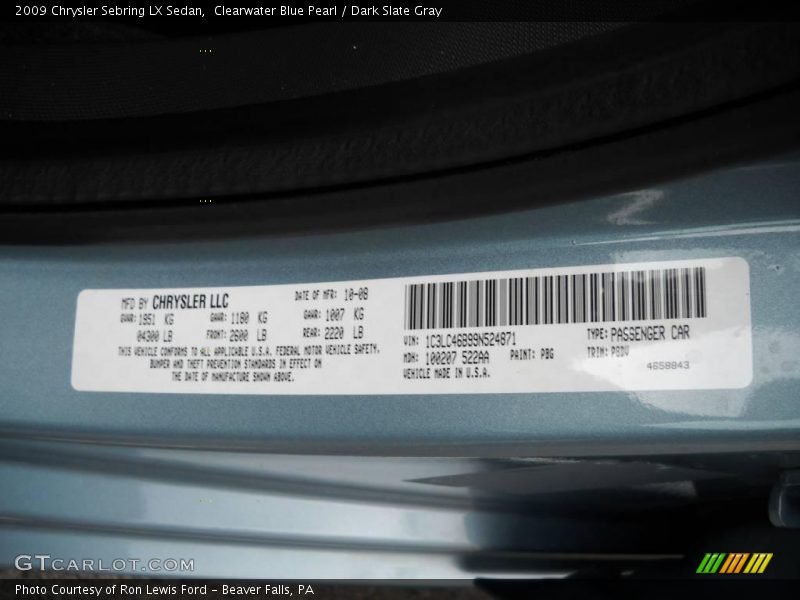 2009 Chrysler Sebring LX Sedan,  Clearwater Blue Pearl / Dark Slate Gray
MFD BY CHRYSLER LLC DATE OF MFR: 10-08
GVWR: 1951 KG GAWR: 1180 KG GAWR: 1007 KG
04300 LB FRONT: 2600 LB REAR: 2220 LB
THIS VEHICLE CONFORMS TO ALL APPLICABLE U.S.A. FEDERAL MOTOR VEHICLE SAFETY,
BUMPER AND THEFT PREVENTION STANDARDS IN EFFECT ON
THE DATE OF MANUFACTURE SHOWN ABOVE.
VIN: 1C3LC46B99N524871 TYPE: PASSENGER CAR
MDH: 100207 522AA PAINT: PBG TRIM: PBDV
VEHICLE MADE IN U.S.A. 4658843
GTCARLOT.COM
Photo Courtesy of Ron Lewis Ford - Beaver Falls, PA